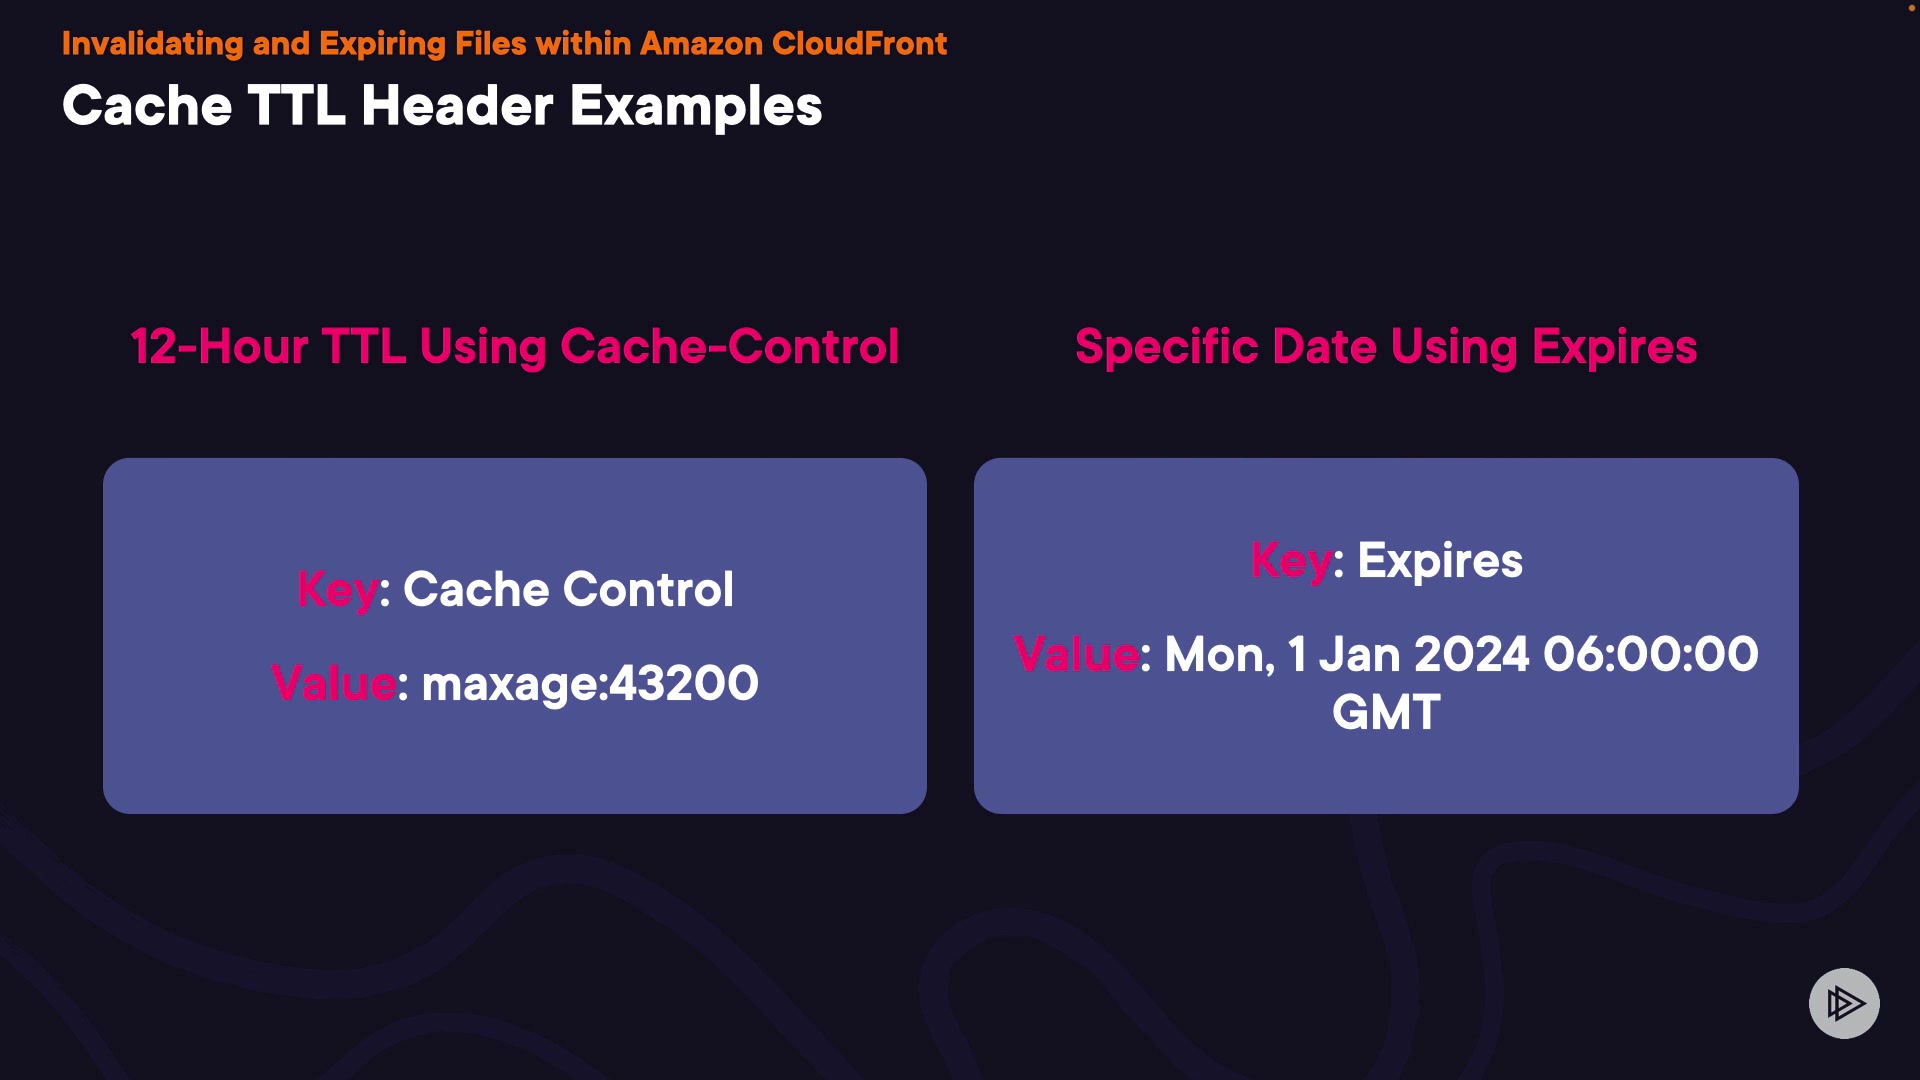 Invalidating and Expiring Files within Amazon CloudFront
Cache TTL Header Examples
12-Hour TTL Using Cache-Control
Key: Cache Control
Value: maxage:43200
Specific Date Using Expires
Key: Expires
Value: Mon, 1 Jan 2024 06:00:00
GMT